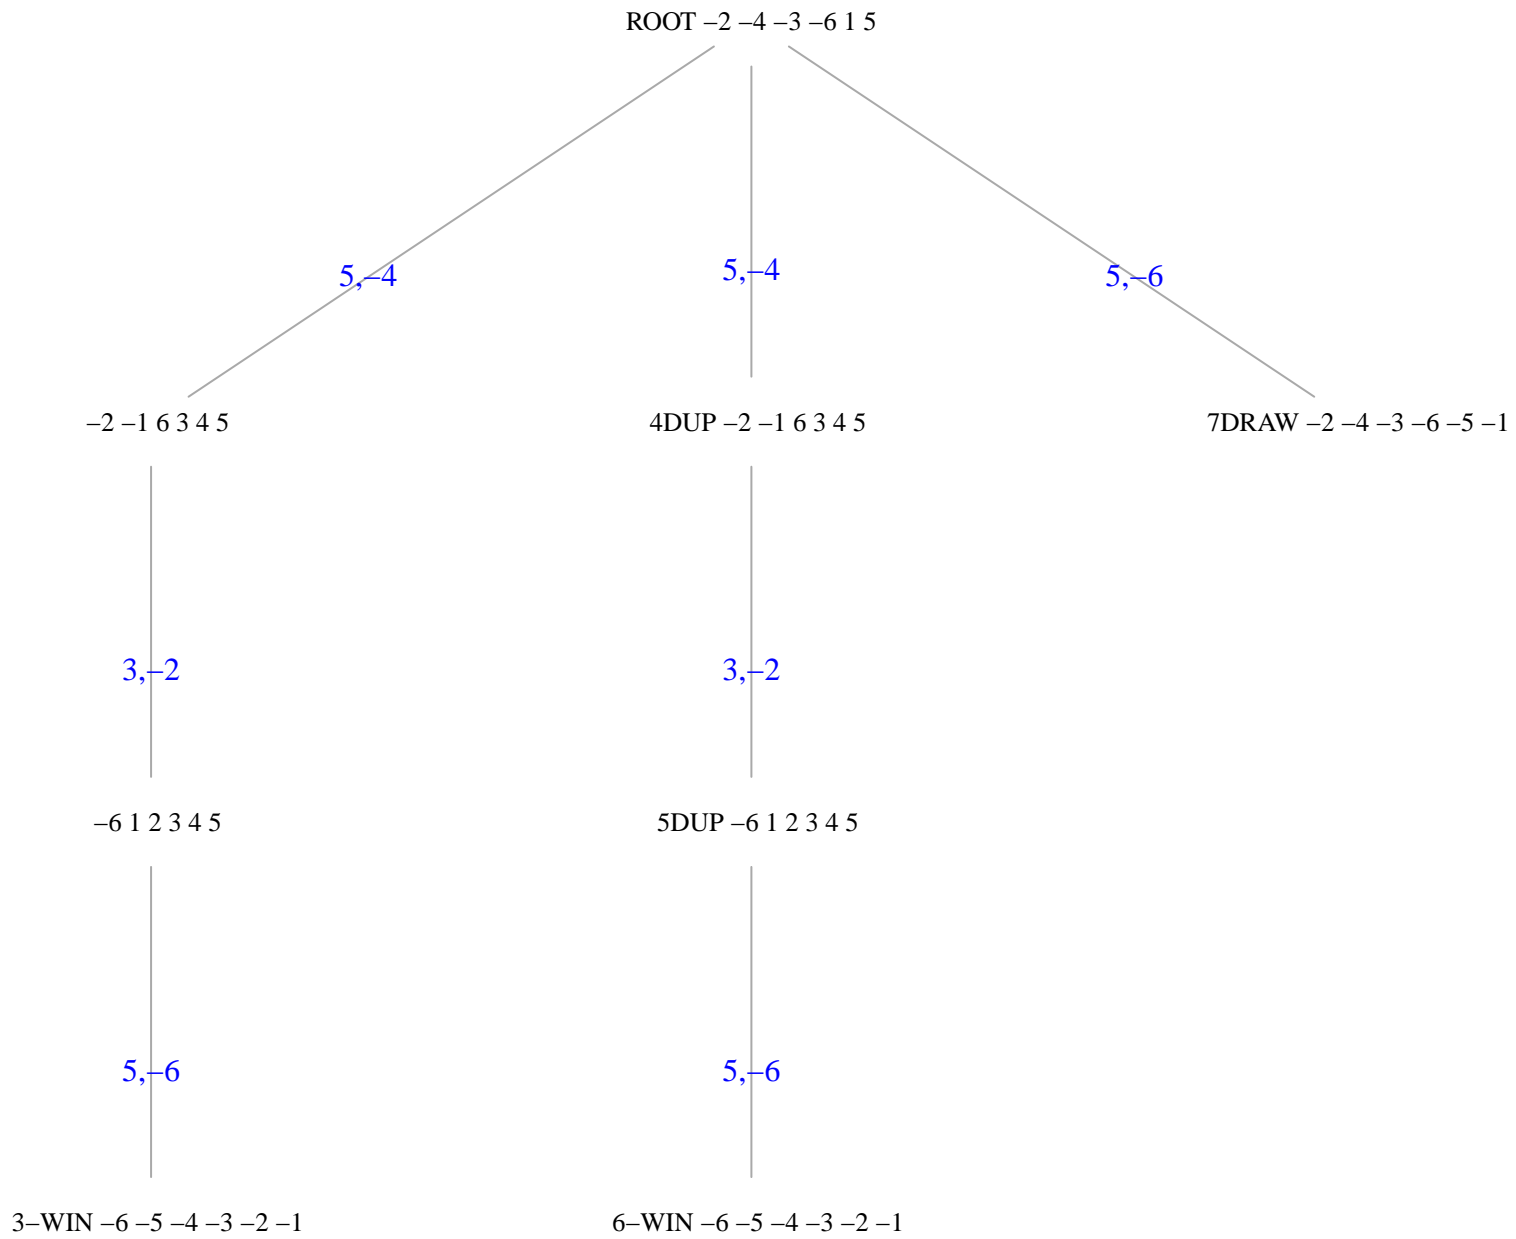 ROOT –2 –4 –3 –6 1 5
5,–4
5,–4
5,–6
–2 –1 6 3 4 5
4DUP –2 –1 6 3 4 5
7DRAW –2 –4 –3 –6 –5 –1
3,–2
3,–2
–6 1 2 3 4 5
5DUP –6 1 2 3 4 5
5,–6
5,–6
3–WIN –6 –5 –4 –3 –2 –1
6–WIN –6 –5 –4 –3 –2 –1